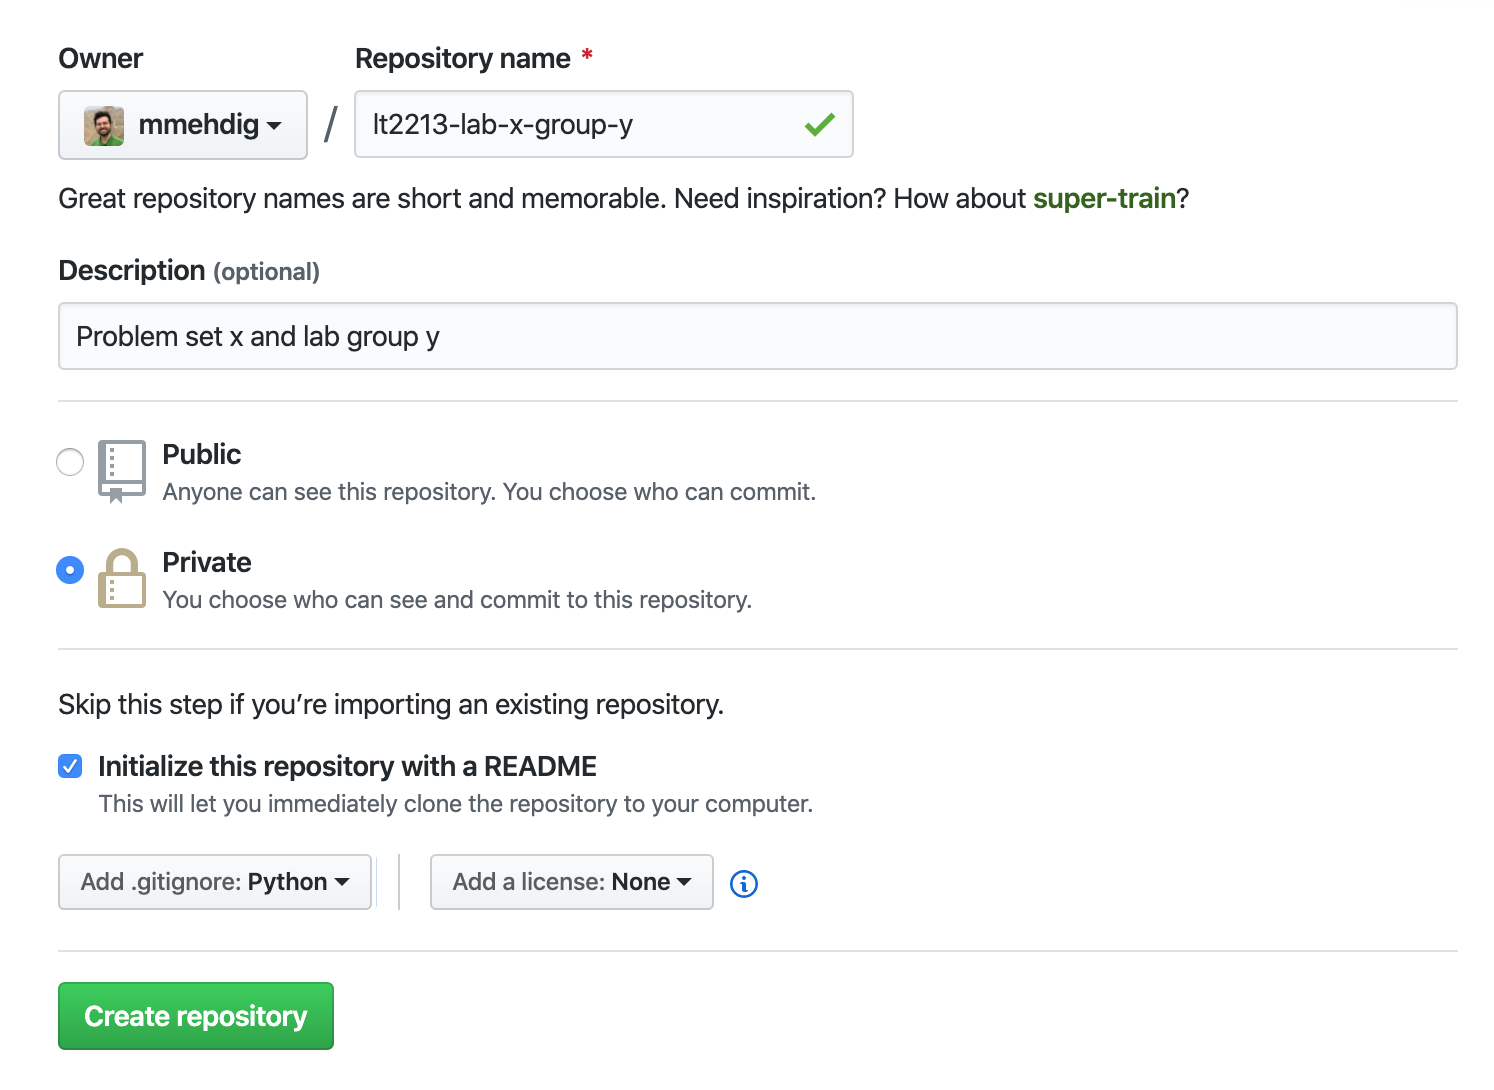 Owner
Repository name *
mmehdig / lt2213-lab-x-group-y
Great repository names are short and memorable. Need inspiration? How about super-train?
Description (optional)
Problem set x and lab group y
Public
Anyone can see this repository. You choose who can commit.
Private
You choose who can see and commit to this repository.
Skip this step if you’re importing an existing repository.
Initialize this repository with a README
This will let you immediately clone the repository to your computer.
Add .gitignore: Python
Add a license: None
Create repository